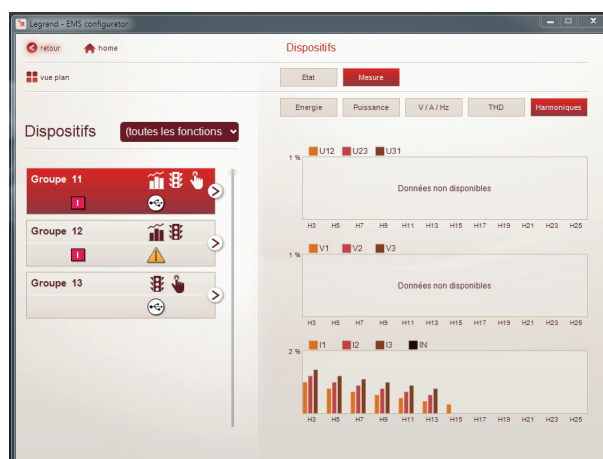 Legrand - EMS configurator
retour
home
Dispositifs
vue plan
Etat
Mesure
Energie
Puissance
V / A / Hz
THD
Harmoniques
Dispositifs
(toutes les fonctions
Groupe 11
Groupe 12
Groupe 13
U12 U23 U31
1 %
Données non disponibles
H3 H5 H7 H9 H11 H13 H15 H17 H19 H21 H23 H25
V1 V2 V3
1 %
Données non disponibles
H3 H5 H7 H9 H11 H13 H15 H17 H19 H21 H23 H25
I1 I2 I3 IN
2 %
H3 H5 H7 H9 H11 H13 H15 H17 H19 H21 H23 H25